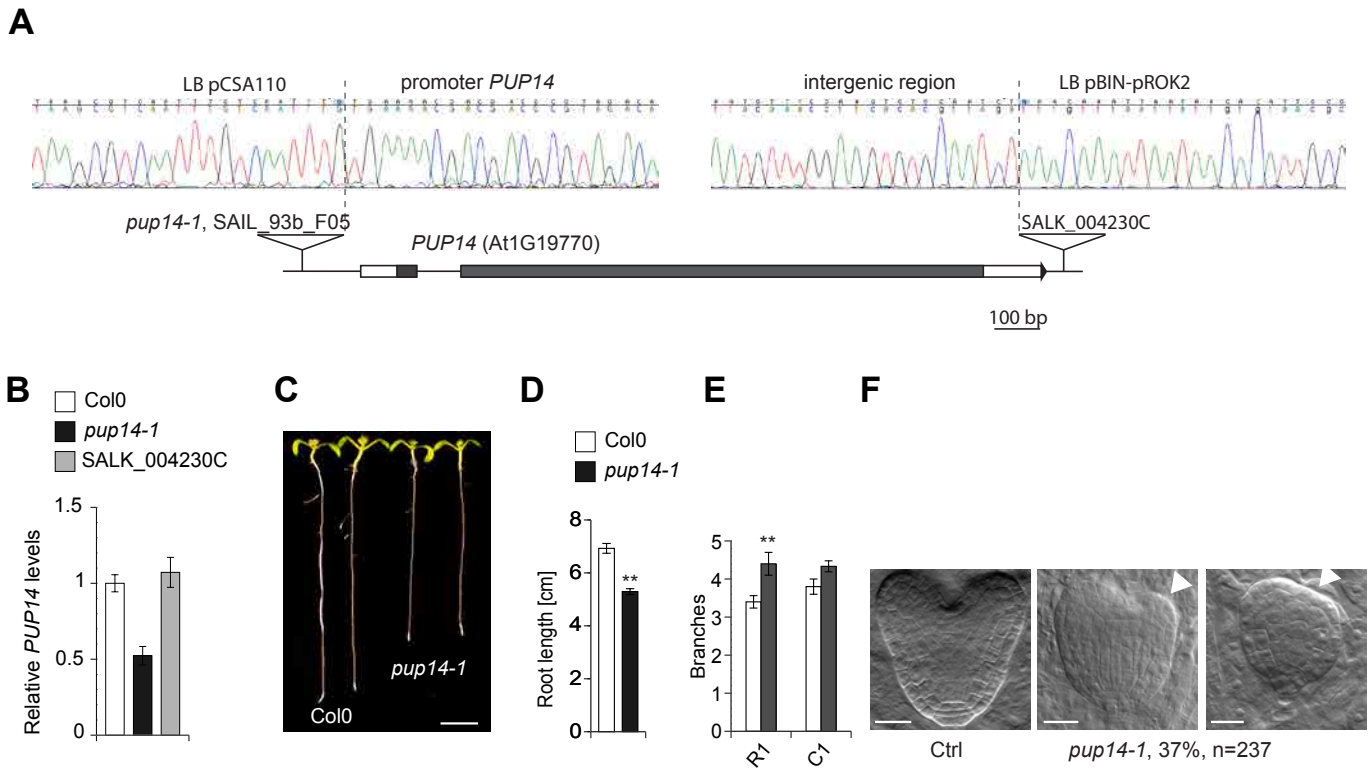 A
LB pCSA110
promoter PUP14
intergenic region
LB pBIN-pROK2
pup14-1, SAIL_93b_F05
PUP14 (At1G19770)
SALK_004230C
100 bp
B
Col0
pup14-1
SALK_004230C
Relative PUP14 levels
1.5
1
0.5
0
C
Col0
pup14-1
D
Col0
pup14-1
Root length [cm]
8
6
4
2
0
**
E
Branches
5
4
3
2
1
0
**
R1
C1
F
Ctrl
pup14-1, 37%, n=237